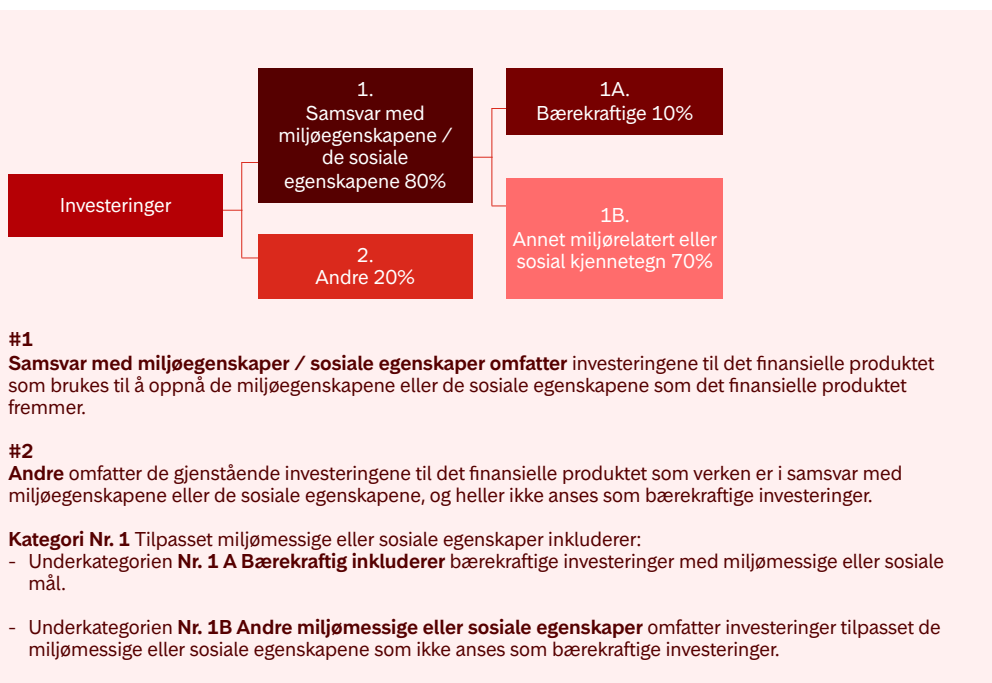 Investeringer
1.
Samsvar med
miljøegenskapene /
de sosiale
egenskapene 80%
2.
Andre 20%
1A.
Bærekraftige 10%
1B.
Annet miljørelatert eller
sosial kjennetegn 70%
#1
Samsvar med miljøegenskaper / sosiale egenskaper omfatter investeringene til det finansielle produktet
som brukes til å oppnå de miljøegenskapene eller de sosiale egenskapene som det finansielle produktet
fremmer.
#2
Andre omfatter de gjenstående investeringene til det finansielle produktet som verken er i samsvar med
miljøegenskapene eller de sosiale egenskapene, og heller ikke anses som bærekraftige investeringer.
Kategori Nr. 1 Tilpasset miljømessige eller sosiale egenskaper inkluderer:
- Underkategorien Nr. 1 A Bærekraftig inkluderer bærekraftige investeringer med miljømessige eller sosiale
mål.
- Underkategorien Nr. 1B Andre miljømessige eller sosiale egenskaper omfatter investeringer tilpasset de
miljømessige eller sosiale egenskapene som ikke anses som bærekraftige investeringer.